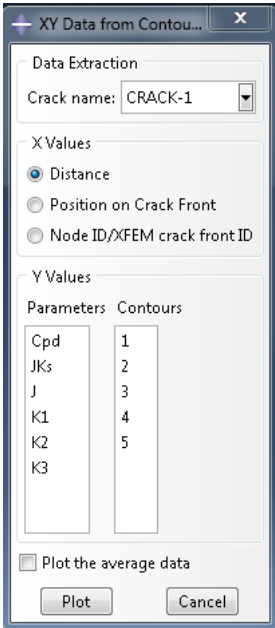 XY Data from Contou... x
Data Extraction
Crack name: CRACK-1
X Values
Distance
Position on Crack Front
Node ID/XFEM crack front ID
Y Values
Parameters Contours
Cpd 1
JKs 2
J 3
K1 4
K2 5
K3
Plot the average data
Plot Cancel